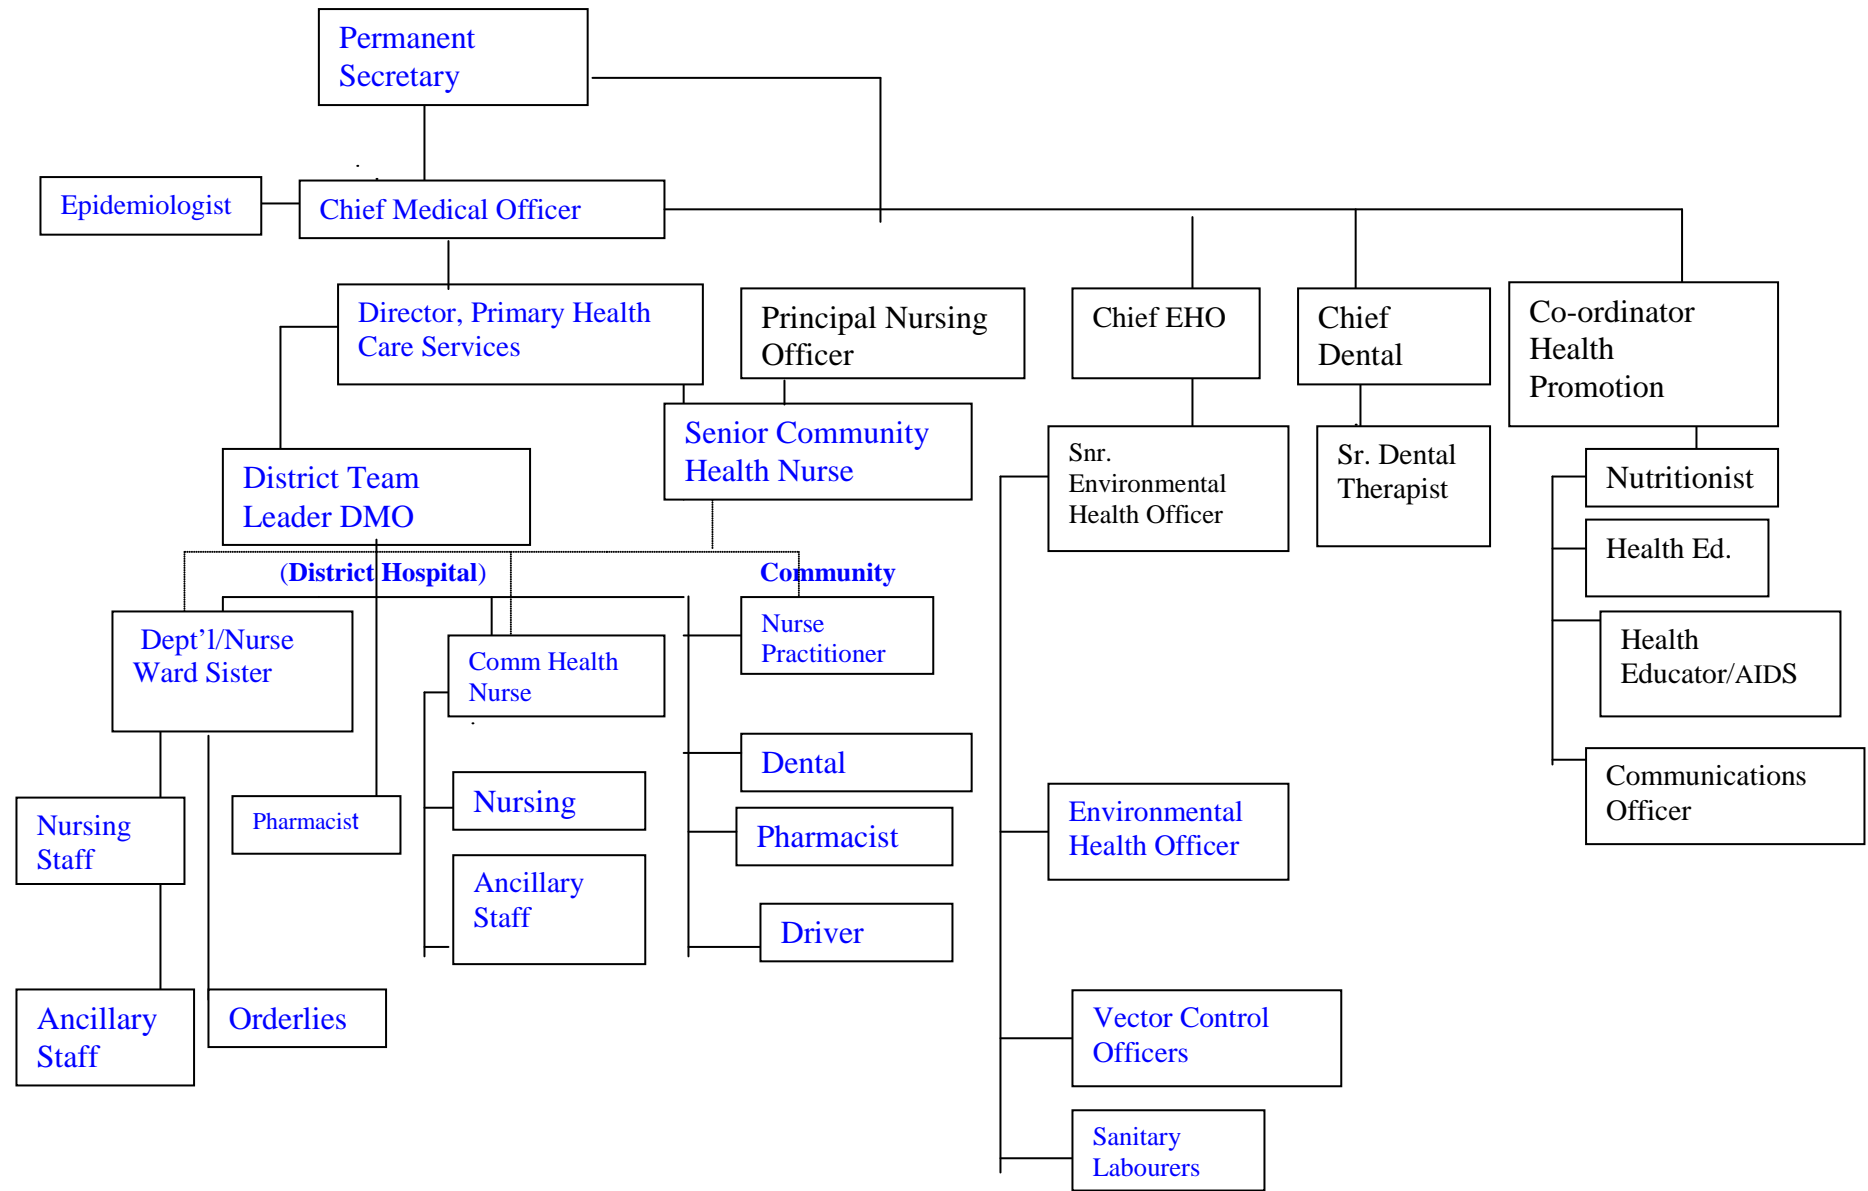 Permanent
Secretary
Epidemiologist
Chief Medical Officer
Director, Primary Health
Care Services
Principal Nursing
Officer
Chief EHO
Chief
Dental
Co-ordinator
Health
Promotion
Senior Community
Health Nurse
District Team
Leader DMO
Snr.
Environmental
Health Officer
Sr. Dental
Therapist
Nutritionist
Health Ed.
Health
Educator/AIDS
Communications
Officer
(District Hospital)
Community
Dept’l/Nurse
Ward Sister
Comm Health
Nurse
Nurse
Practitioner
Dental
Nursing
Staff
Pharmacist
Nursing
Pharmacist
Environmental
Health Officer
Ancillary
Staff
Driver
Ancillary
Staff
Orderlies
Vector Control
Officers
Sanitary
Labourers